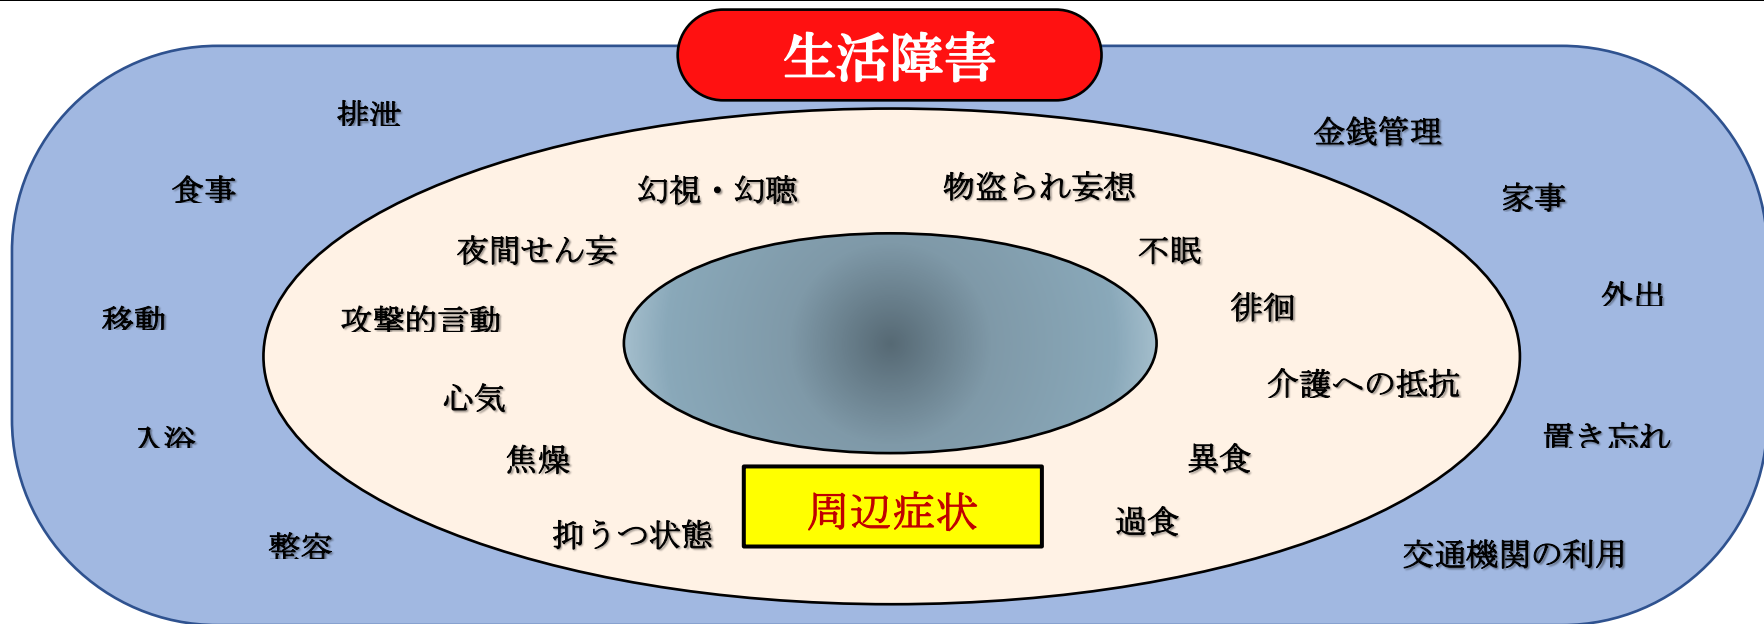 生活障害
排泄
金銭管理
食事
幻視・幻聴
物盗られ妄想
家事
夜間せん妄
不眠
移動
攻撃的言動
徘徊
外出
心気
介護への抵抗
入浴
置き忘れ
焦燥
異食
周辺症状
抑うつ状態
過食
整容
交通機関の利用